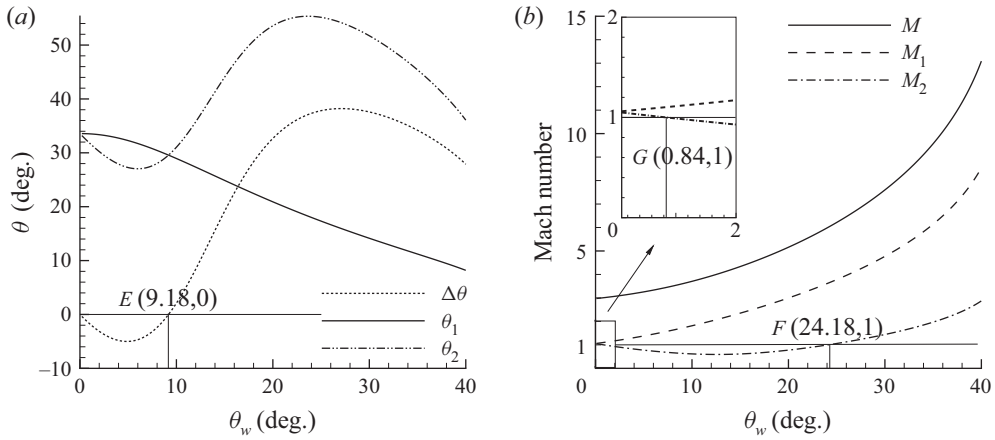 (a)
50
40
30
20
10
0
−10
θ (deg.)
E (9.18,0)
Δθ
θ₁
θ₂
0 10 20 30 40
θw (deg.)
(b)
15
10
5
1
Mach number
M
M₁
M₂
2
1
0 2
G (0.84,1)
F (24.18,1)
0 10 20 30 40
θw (deg.)